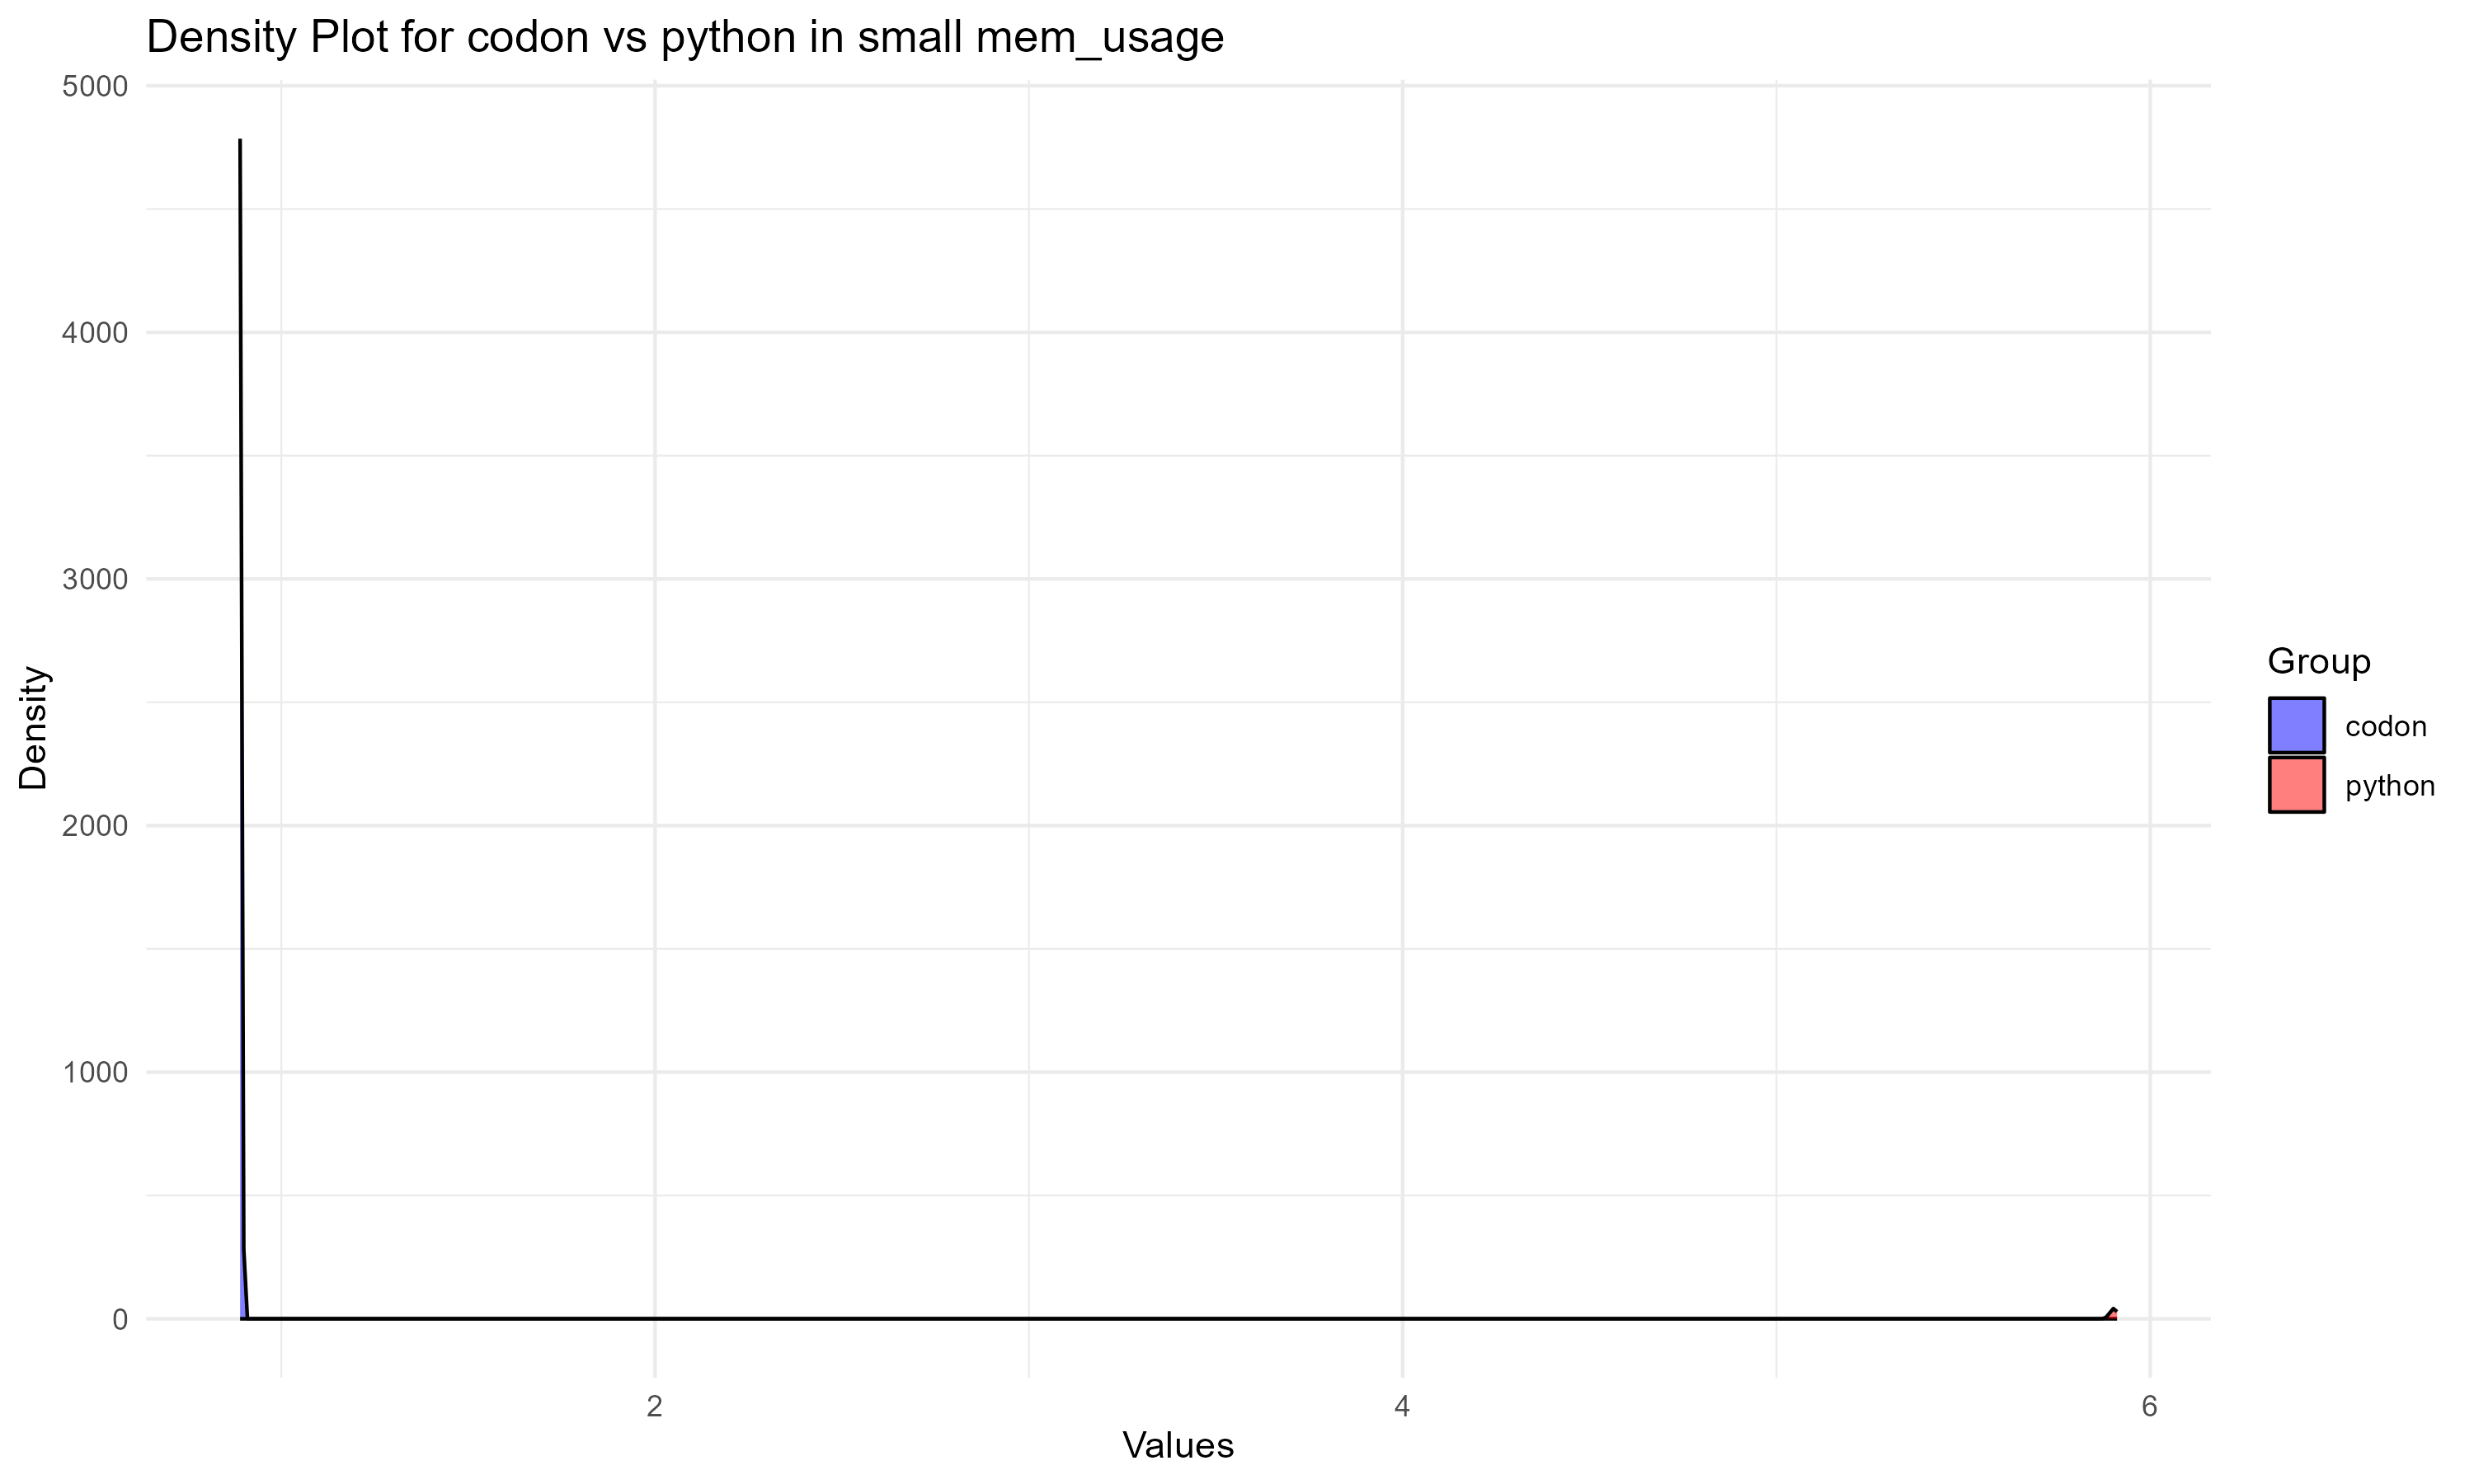 Density Plot for codon vs python in small mem_usage
5000
4000
3000
2000
1000
0
Density
2
4
6
Values
Group
codon
python